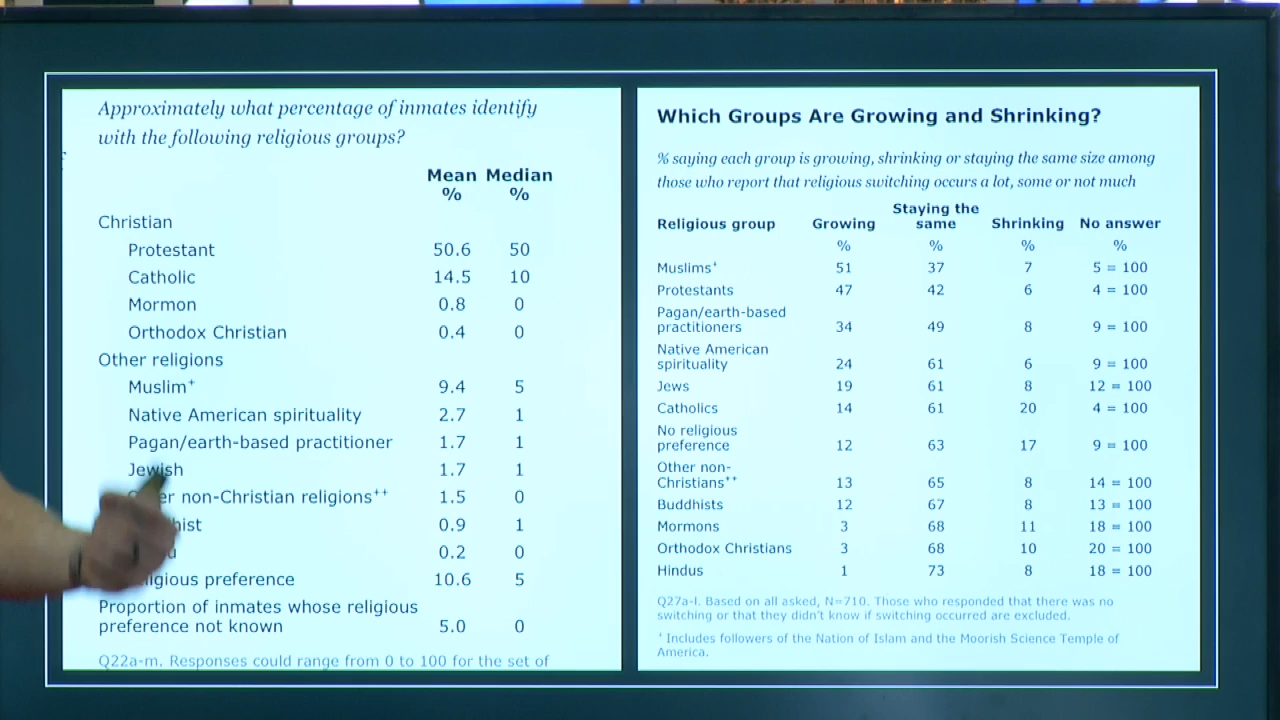 Approximately what percentage of inmates identify
with the following religious groups?
Mean Median
% %
Christian
Protestant 50.6 50
Catholic 14.5 10
Mormon 0.8 0
Orthodox Christian 0.4 0
Other religions
Muslim⁺ 9.4 5
Native American spirituality 2.7 1
Pagan/earth-based practitioner 1.7 1
Jewish 1.7 1
non-Christian religions⁺⁺ 1.5 0
0.9 1
0.2 0
preference 10.6 5
Proportion of inmates whose religious
preference not known 5.0 0
Q22a-m. Responses could range from 0 to 100 for the set of
Which Groups Are Growing and Shrinking?
% saying each group is growing, shrinking or staying the same size among
those who report that religious switching occurs a lot, some or not much
Staying the
Religious group Growing same Shrinking No answer
% % % %
Muslims⁺ 51 37 7 5 = 100
Protestants 47 42 6 4 = 100
Pagan/earth-based
practitioners 34 49 8 9 = 100
Native American
spirituality 24 61 6 9 = 100
Jews 19 61 8 12 = 100
Catholics 14 61 20 4 = 100
No religious
preference 12 63 17 9 = 100
Other non-
Christians⁺⁺ 13 65 8 14 = 100
Buddhists 12 67 8 13 = 100
Mormons 3 68 11 18 = 100
Orthodox Christians 3 68 10 20 = 100
Hindus 1 73 8 18 = 100
Q27a-l. Based on all asked, N=710. Those who responded that there was no
switching or that they didn't know if switching occurred are excluded.
⁺ Includes followers of the Nation of Islam and the Moorish Science Temple of
America.